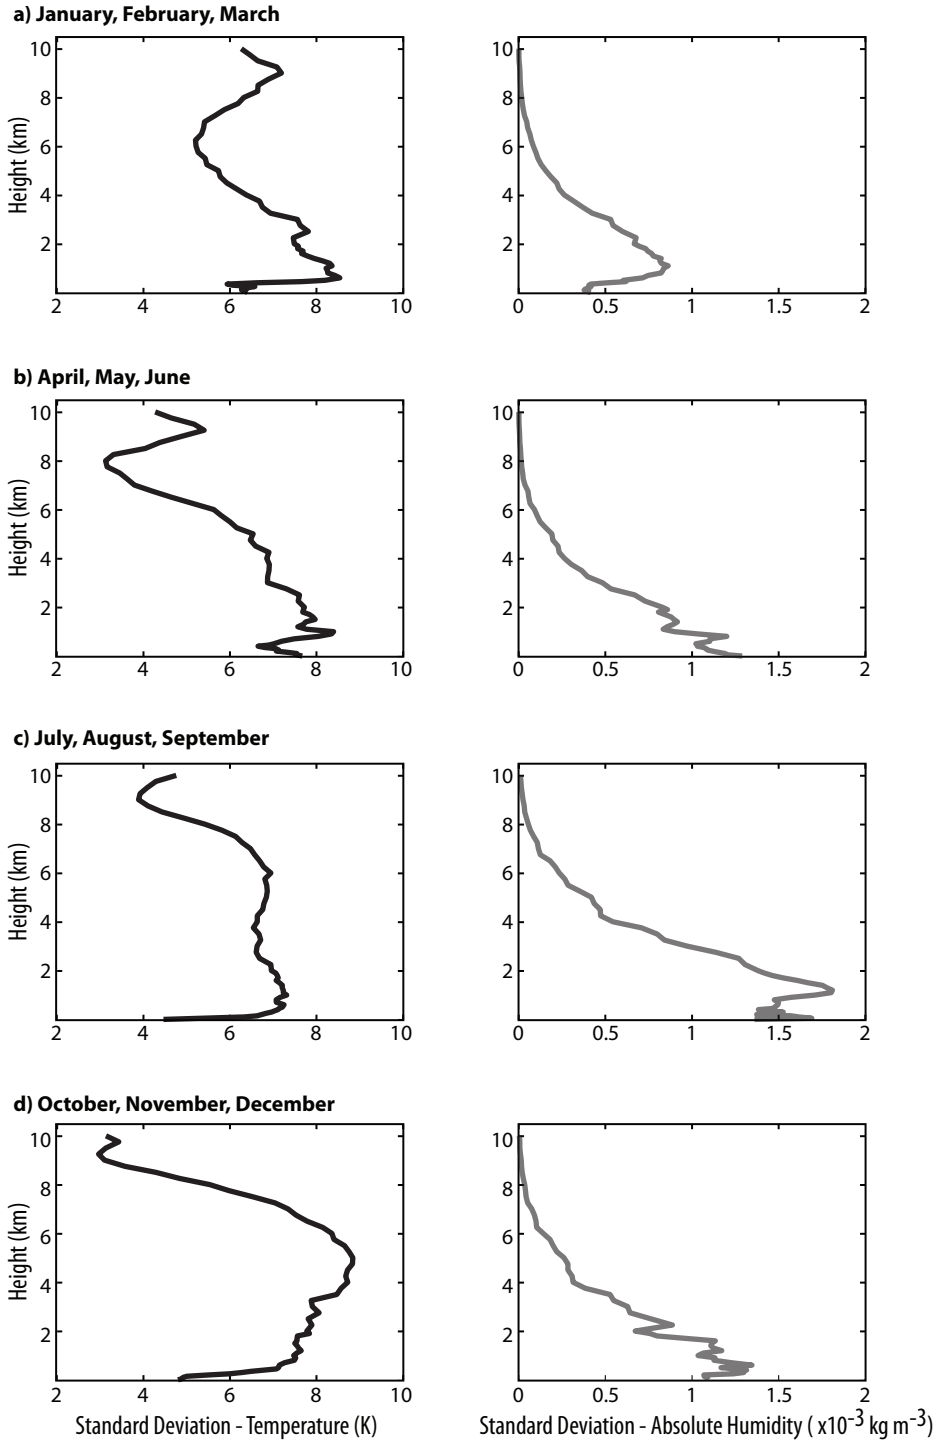 a) January, February, March
10
8
6
4
2
Height (km)
2 4 6 8 10
10
8
6
4
2
0 0.5 1 1.5 2
b) April, May, June
10
8
6
4
2
Height (km)
2 4 6 8 10
10
8
6
4
2
0 0.5 1 1.5 2
c) July, August, September
10
8
6
4
2
Height (km)
2 4 6 8 10
10
8
6
4
2
0 0.5 1 1.5 2
d) October, November, December
10
8
6
4
2
Height (km)
2 4 6 8 10
Standard Deviation - Temperature (K)
10
8
6
4
2
0 0.5 1 1.5 2
Standard Deviation - Absolute Humidity ( x10⁻³ kg m⁻³)